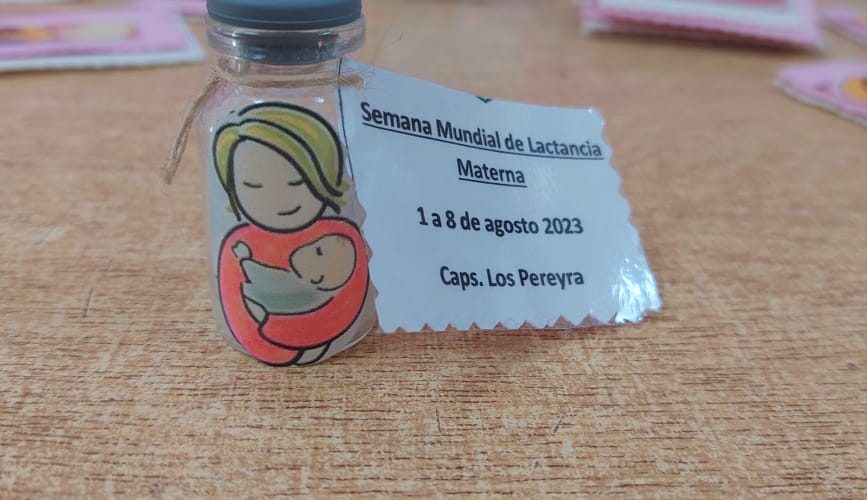 Semana Mundial de Lactancia
Materna
1 a 8 de agosto 2023
Caps. Los Pereyra